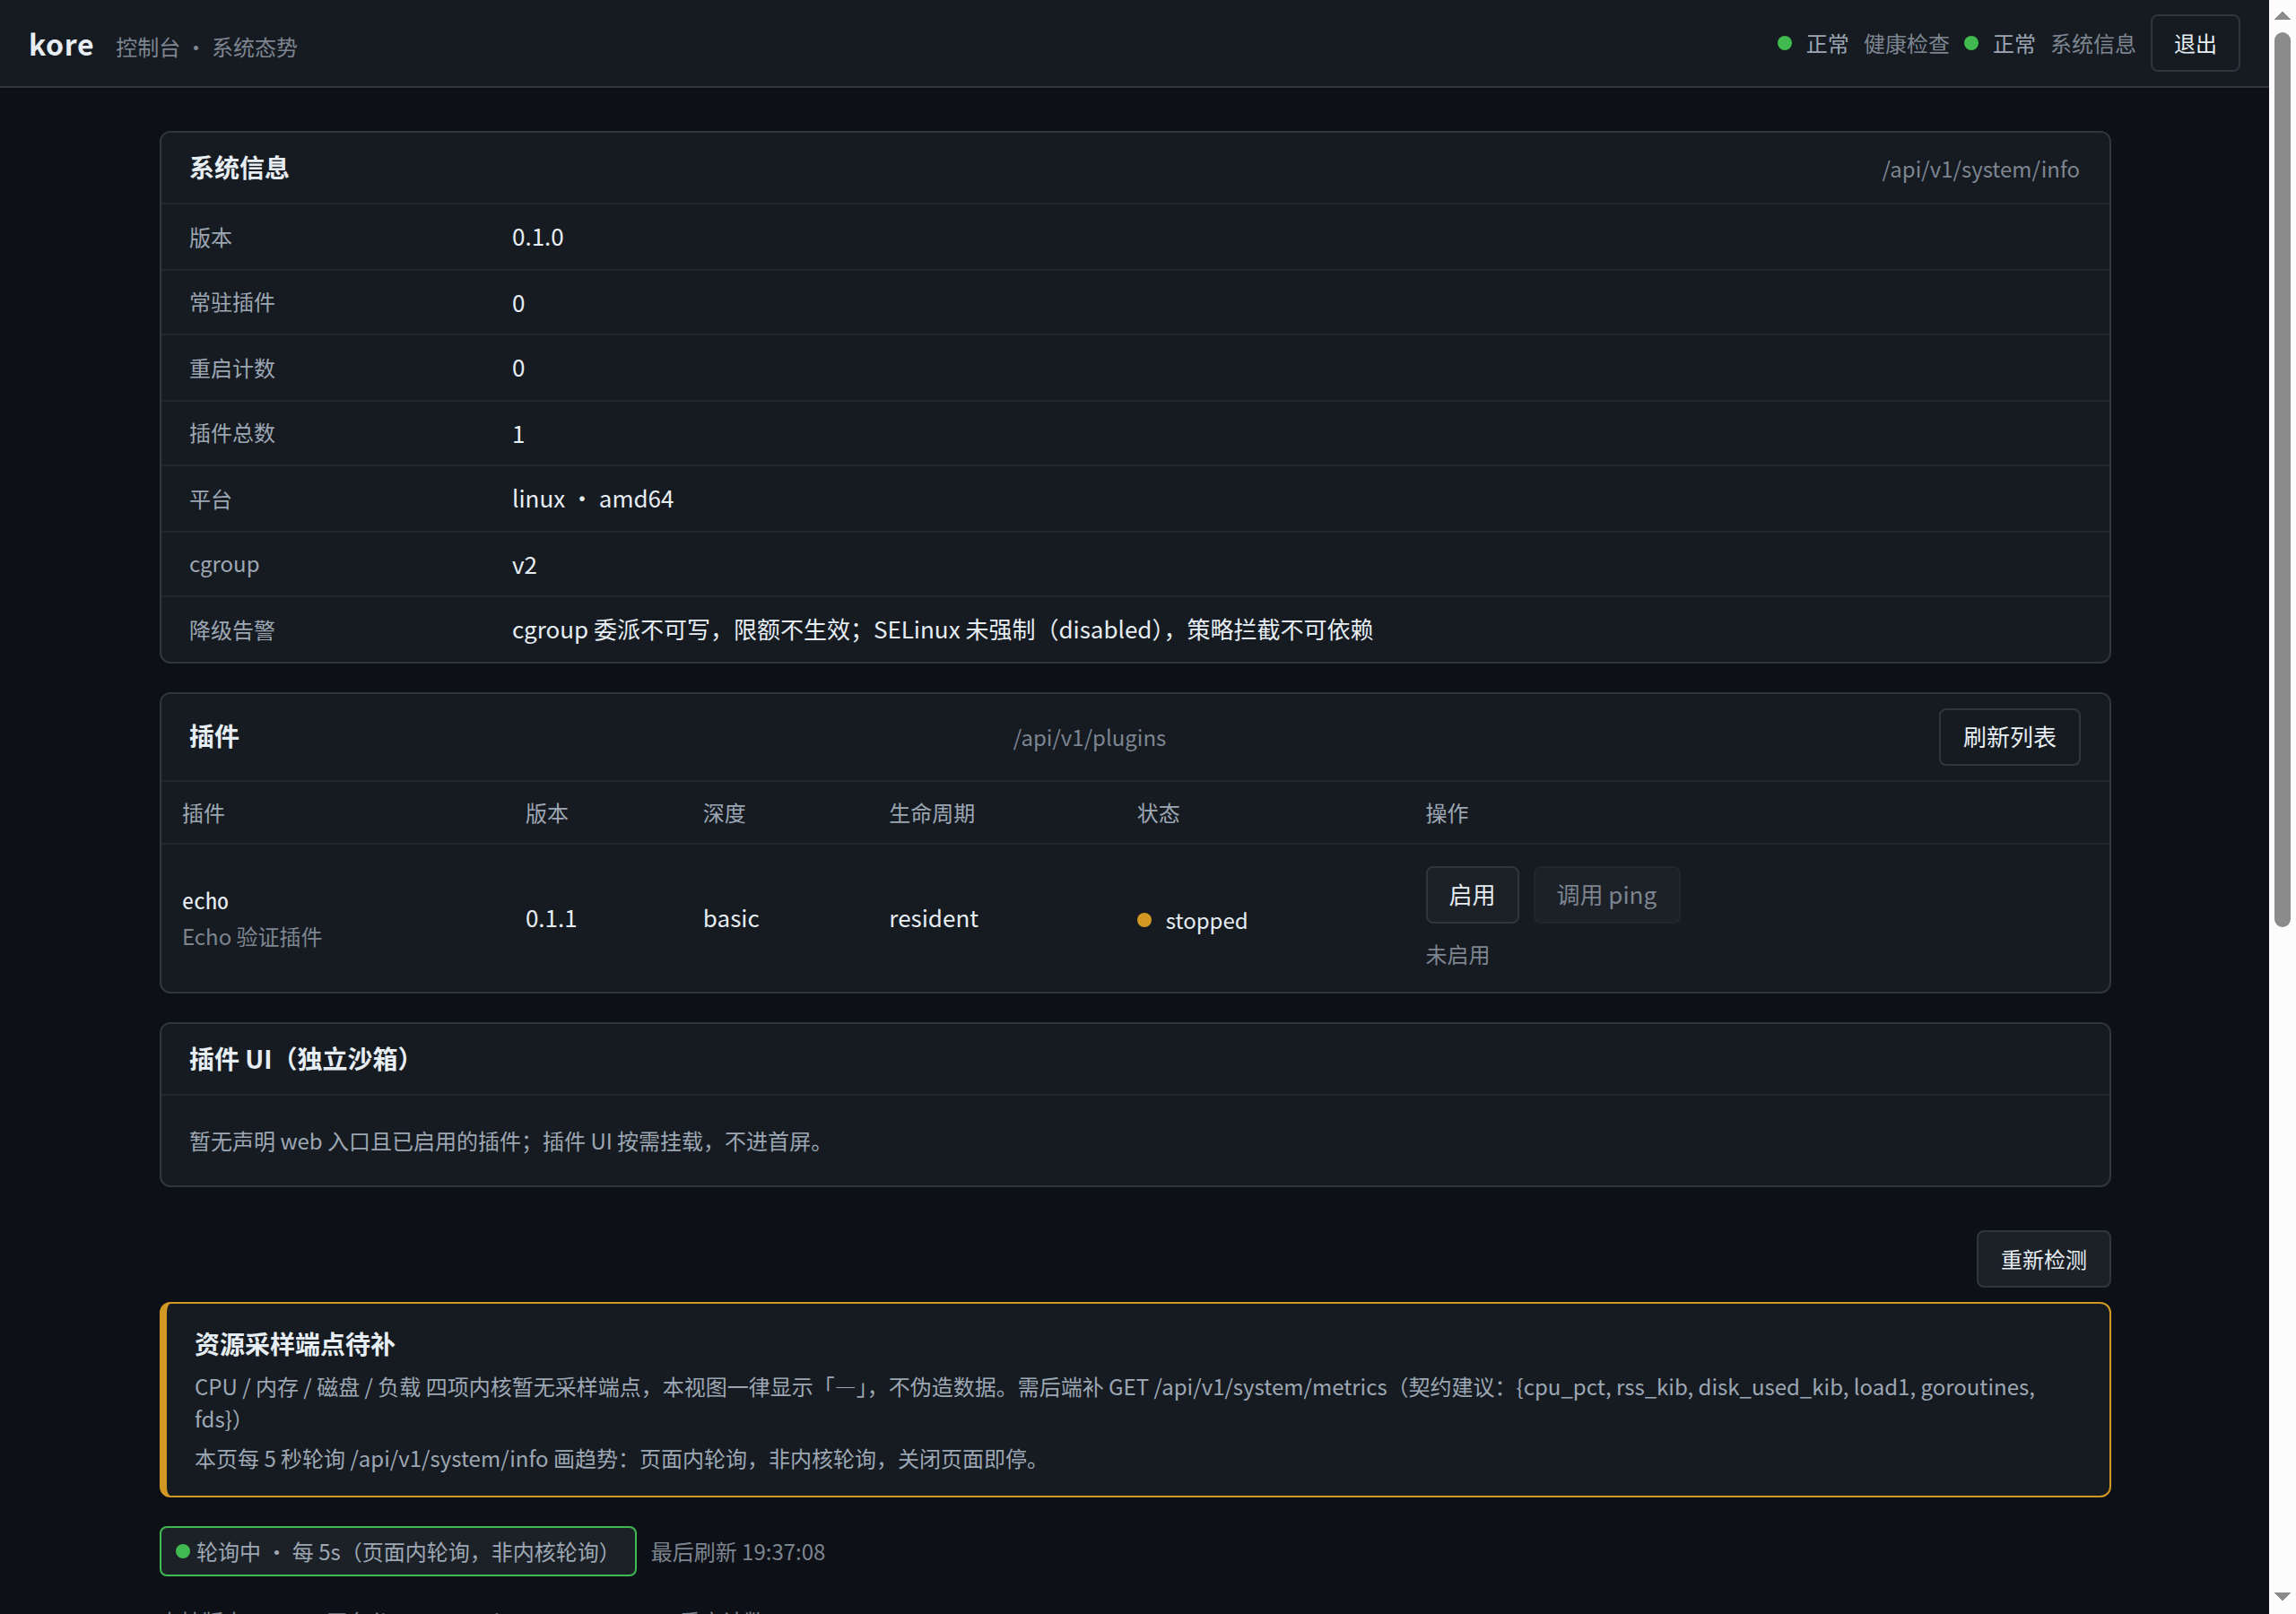 kore 控制台 · 系统态势
正常 健康检查 正常 系统信息 退出
系统信息 /api/v1/system/info
版本 0.1.0
常驻插件 0
重启计数 0
插件总数 1
平台 linux · amd64
cgroup v2
降级告警 cgroup 委派不可写，限额不生效；SELinux 未强制（disabled），策略拦截不可依赖
插件 /api/v1/plugins 刷新列表
插件 版本 深度 生命周期 状态 操作
echo 0.1.1 basic resident stopped 启用 调用 ping
Echo 验证插件 未启用
插件 UI（独立沙箱）
暂无声明 web 入口且已启用的插件；插件 UI 按需挂载，不进首屏。
重新检测
资源采样端点待补
CPU / 内存 / 磁盘 / 负载 四项内核暂无采样端点，本视图一律显示「—」，不伪造数据。需后端补 GET /api/v1/system/metrics（契约建议：{cpu_pct, rss_kib, disk_used_kib, load1, goroutines,
fds}）
本页每 5 秒轮询 /api/v1/system/info 画趋势：页面内轮询，非内核轮询，关闭页面即停。
轮询中 · 每 5s（页面内轮询，非内核轮询） 最后刷新 19:37:08